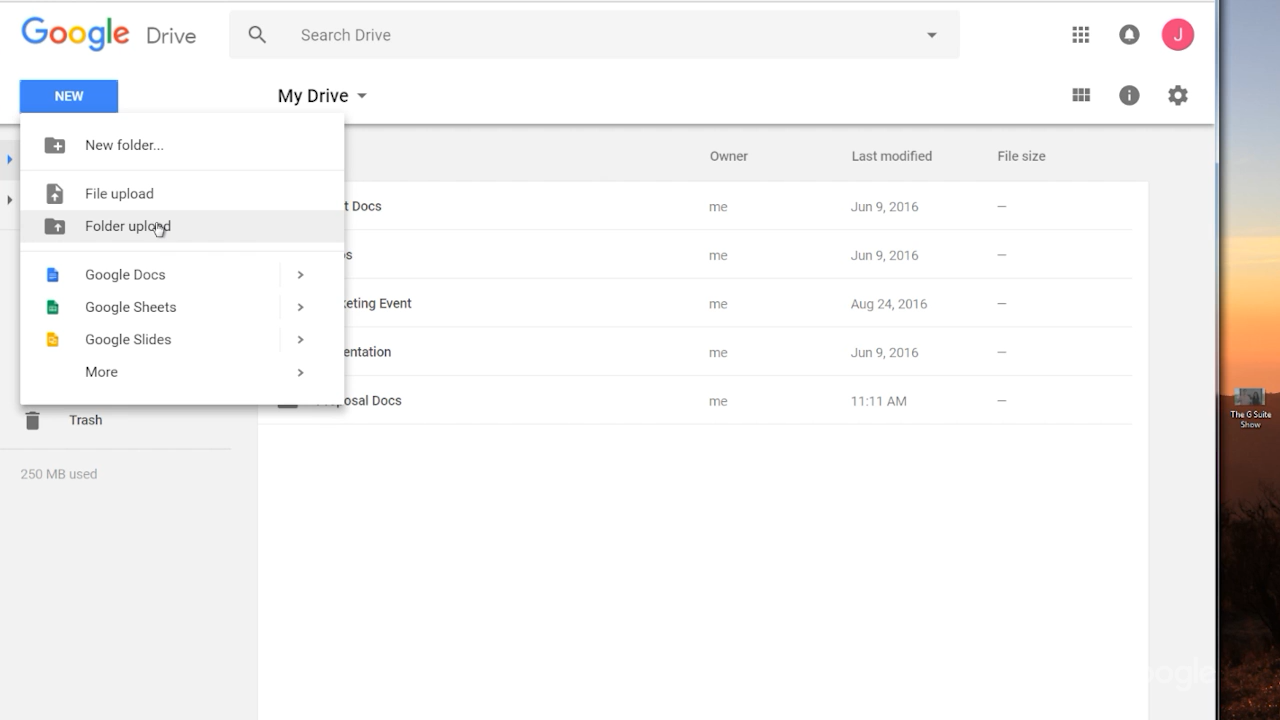 Google Drive
Search Drive
J
NEW
My Drive
New folder...
File upload
Folder upload
Google Docs
Google Sheets
Google Slides
More
Owner
Last modified
File size
t Docs
me
Jun 9, 2016
—
s
me
Jun 9, 2016
—
keting Event
me
Aug 24, 2016
—
entation
me
Jun 9, 2016
—
osal Docs
me
11:11 AM
—
Trash
250 MB used
The G Suite
Show